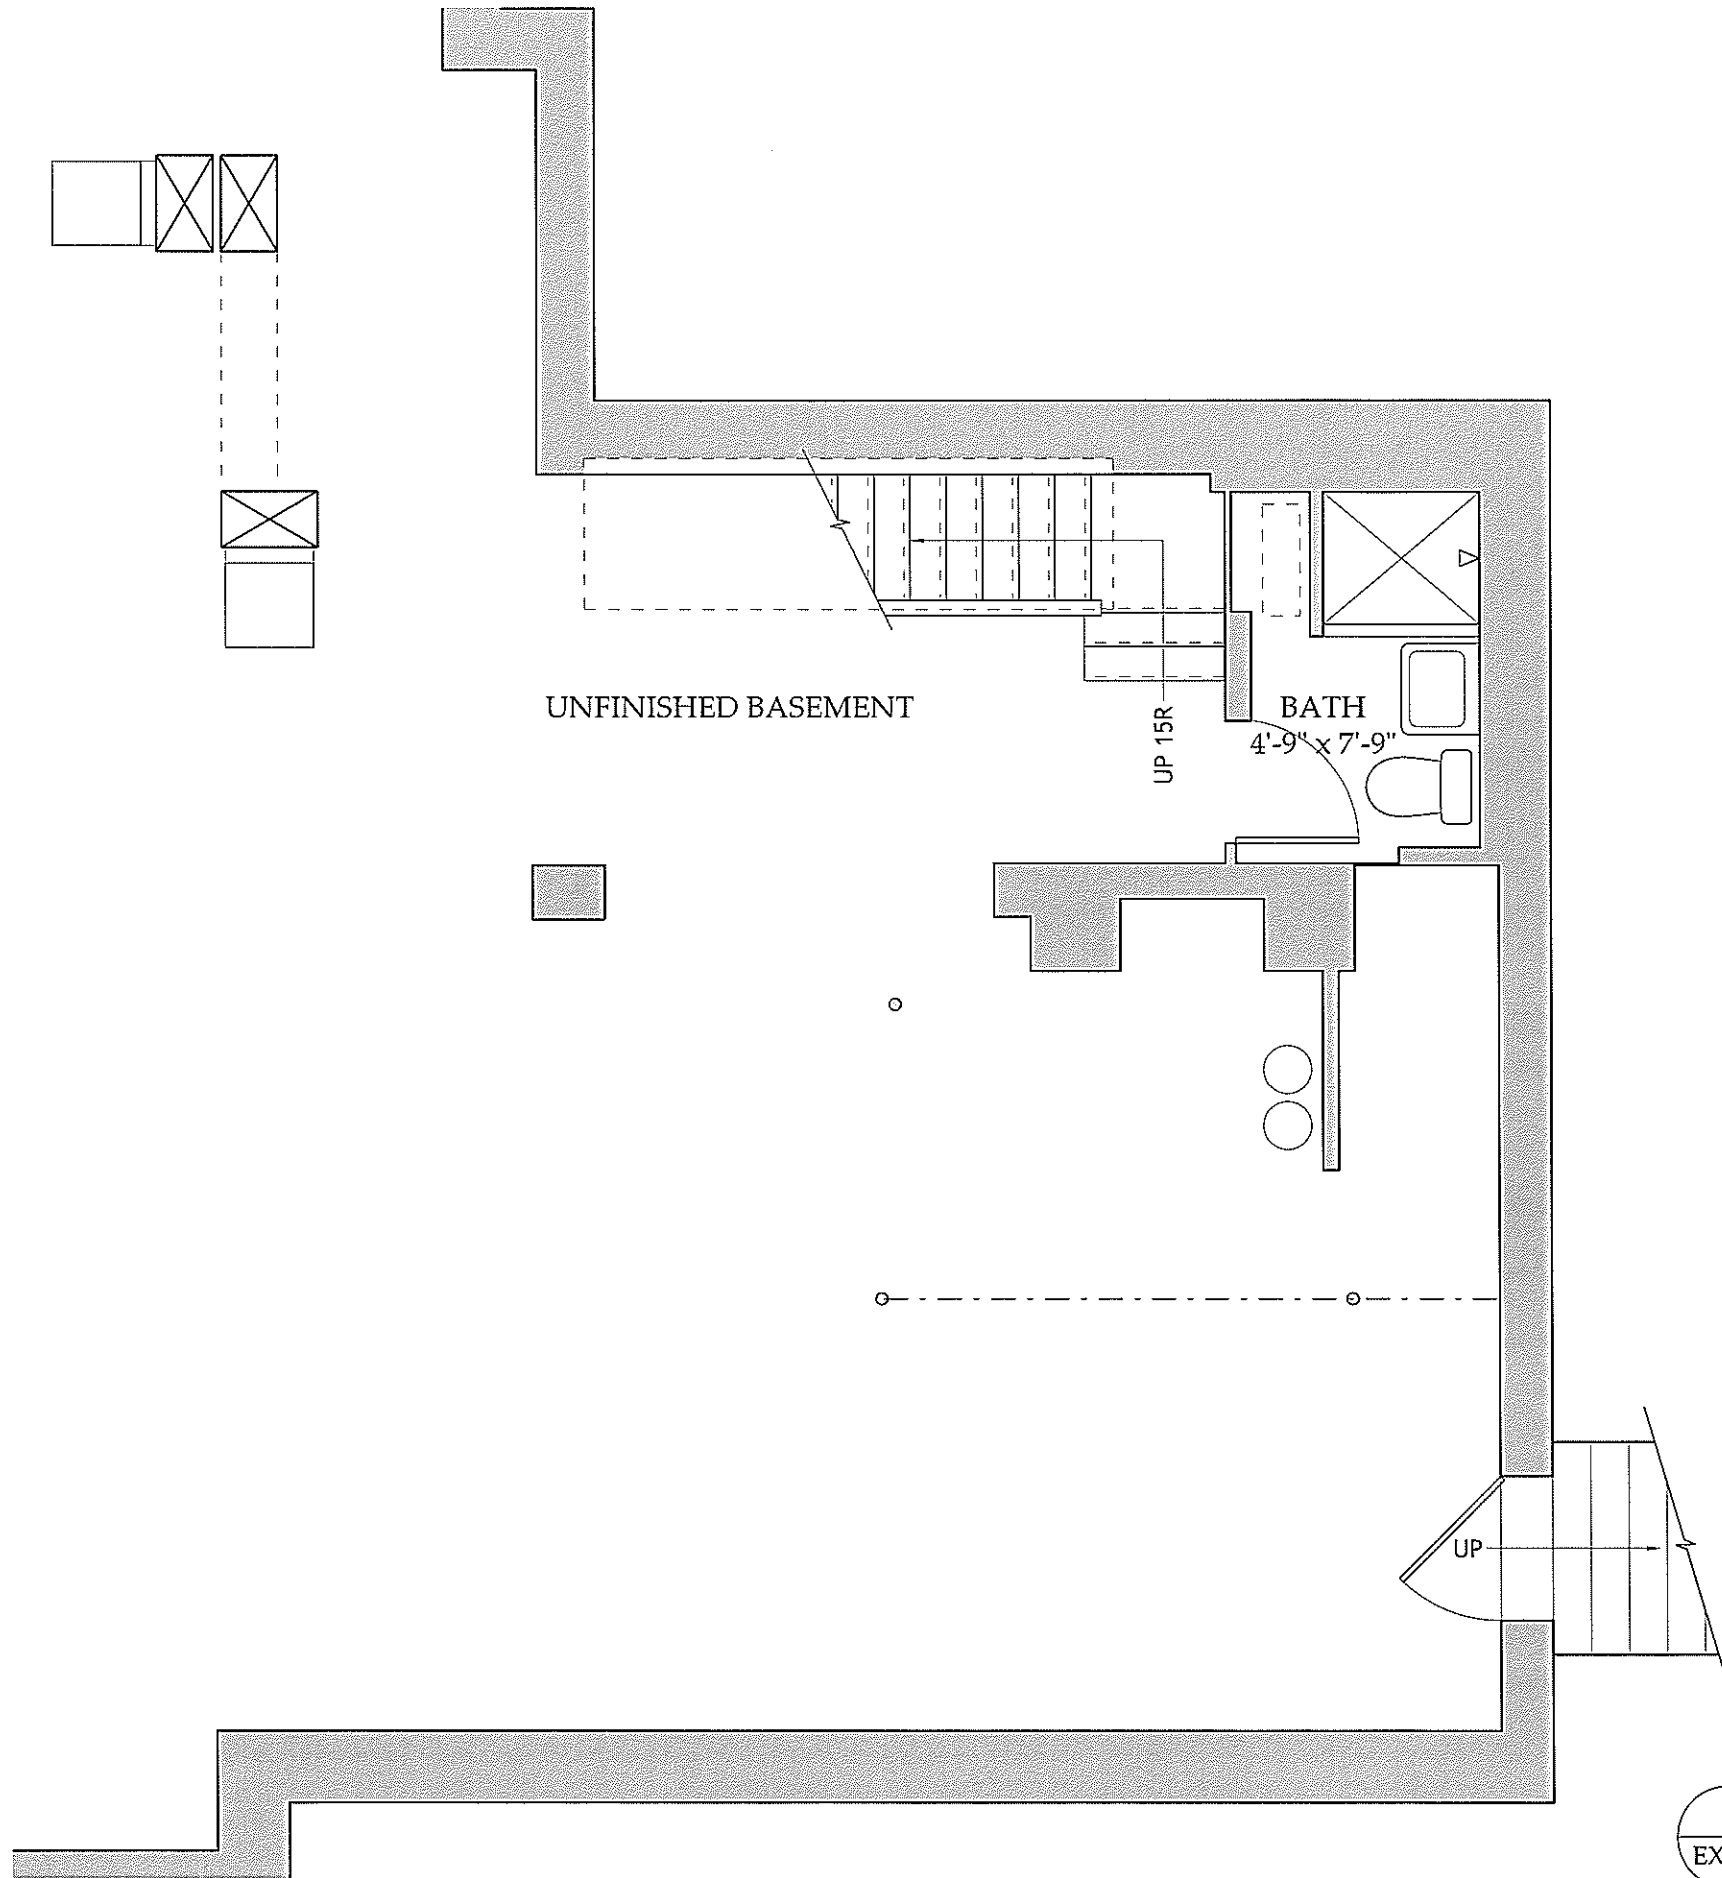 UNFINISHED BASEMENT
BATH
4'-9" x 7'-9"
UP 15R
UP
EX